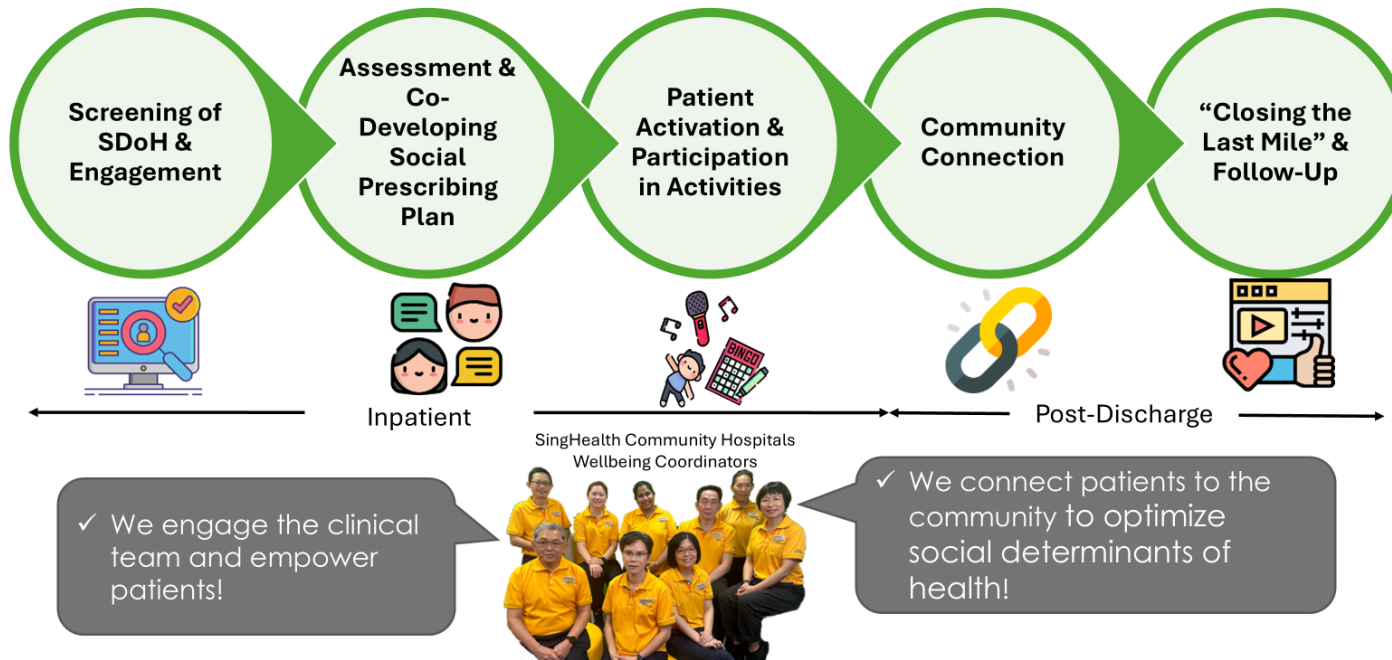 Screening of
SDoH &
Engagement
Assessment &
Co-
Developing
Social
Prescribing
Plan
Patient
Activation &
Participation
in Activities
Community
Connection
“Closing the
Last Mile” &
Follow-Up
BINGO
Inpatient
Post-Discharge
SingHealth Community Hospitals
Wellbeing Coordinators
✓ We engage the clinical
team and empower
patients!
✓ We connect patients to the
community to optimize
social determinants of
health!